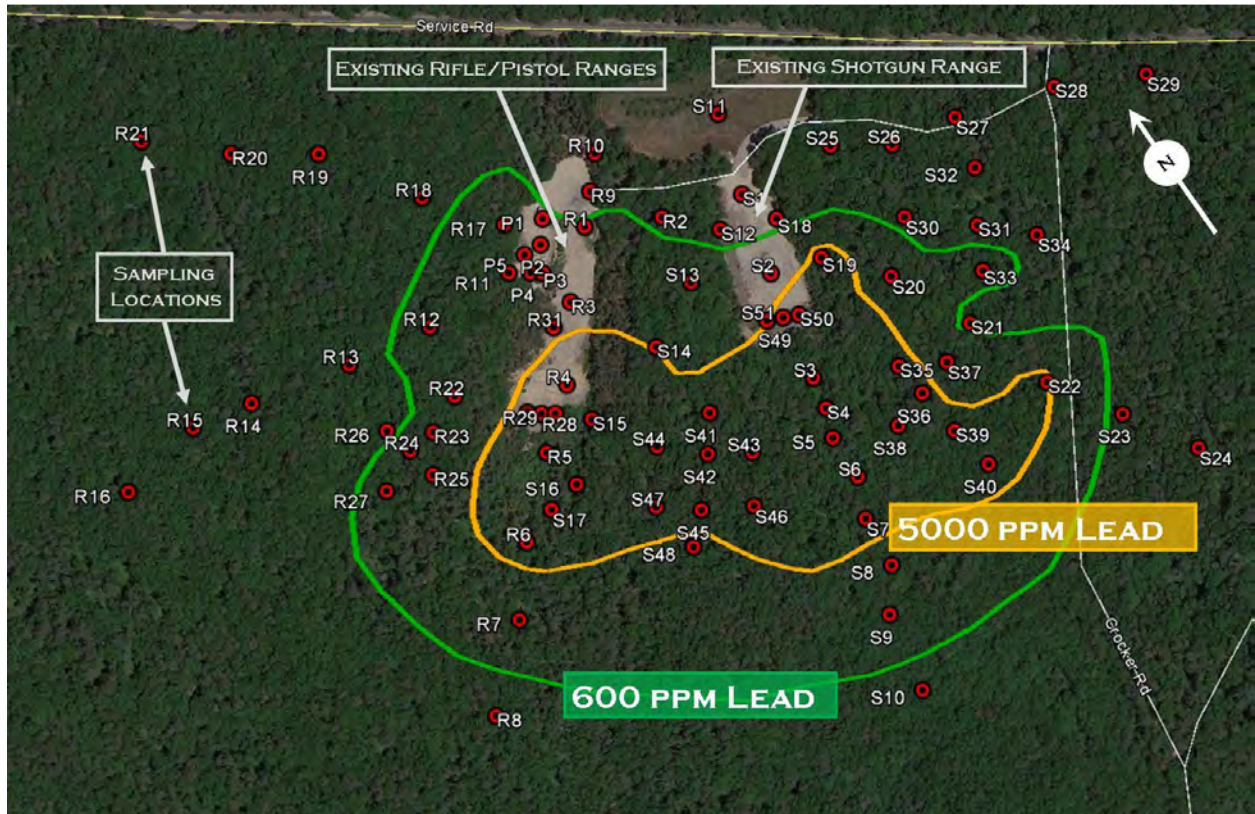 Service Rd
EXISTING RIFLE/PISTOL RANGES
EXISTING SHOTGUN RANGE
S28
S29
S11
S27
R21
R20
R19
R10
S25
S26
N
S32
R18
R9
S1
R17
P1
R1
R2
S12
S18
S30
S31
S34
SAMPLING
LOCATIONS
R11
P5
P2
P4
P3
S13
S2
S19
S20
S33
R12
R31
R3
S51
S49
S50
S21
R13
S14
S3
S35
S37
S22
R4
R22
S36
R15
R14
R29
R28
S15
S41
S4
S23
R26
R24
R23
S44
S42
S43
S5
S38
S39
S24
R25
R5
S6
S40
R16
R27
S16
S17
S47
S45
S46
S7
5000 PPM LEAD
R6
S48
S8
R7
S9
Crocker Rd
600 PPM LEAD
S10
R8